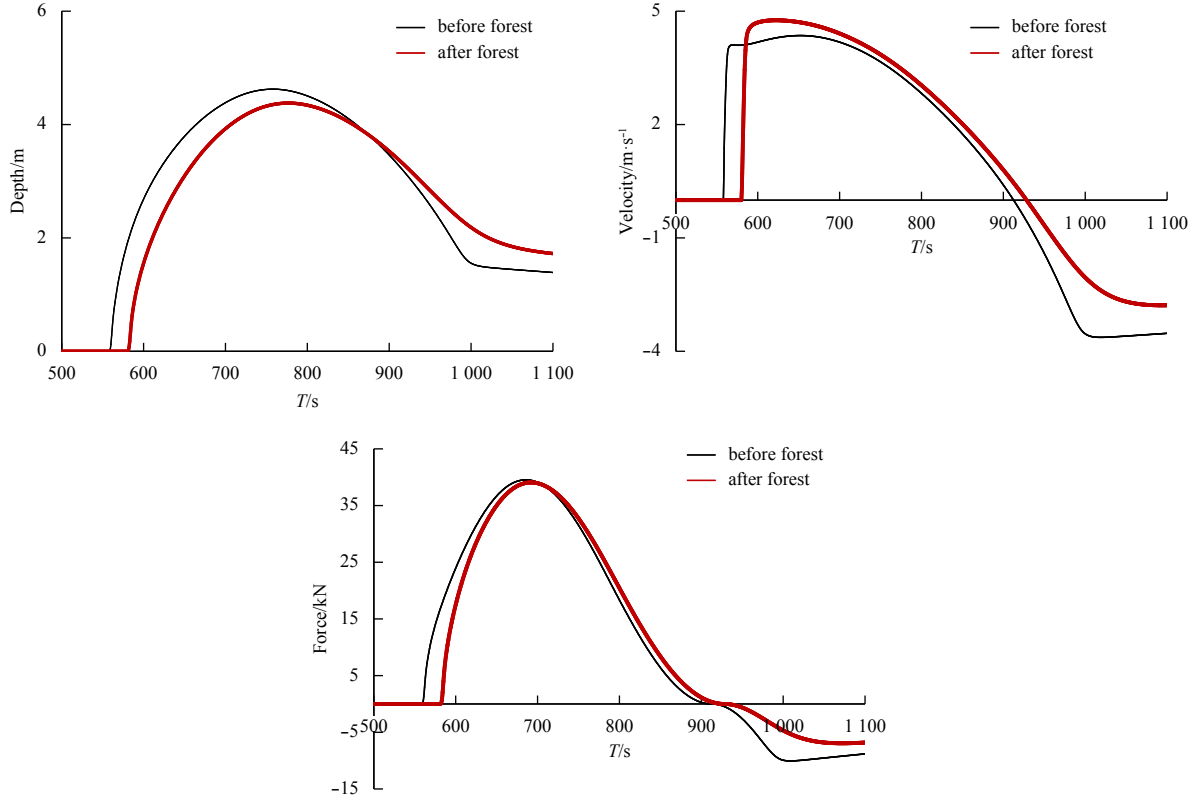 6
4
2
0
Depth/m
500 600 700 800 900 1 000 1 100
T/s
before forest
after forest
5
2
−1
−4
Velocity/m·s⁻¹
500 600 700 800 900 1 000 1 100
T/s
before forest
after forest
45
35
25
15
5
−5
−15
Force/kN
500 600 700 800 900 1 000 1 100
T/s
before forest
after forest